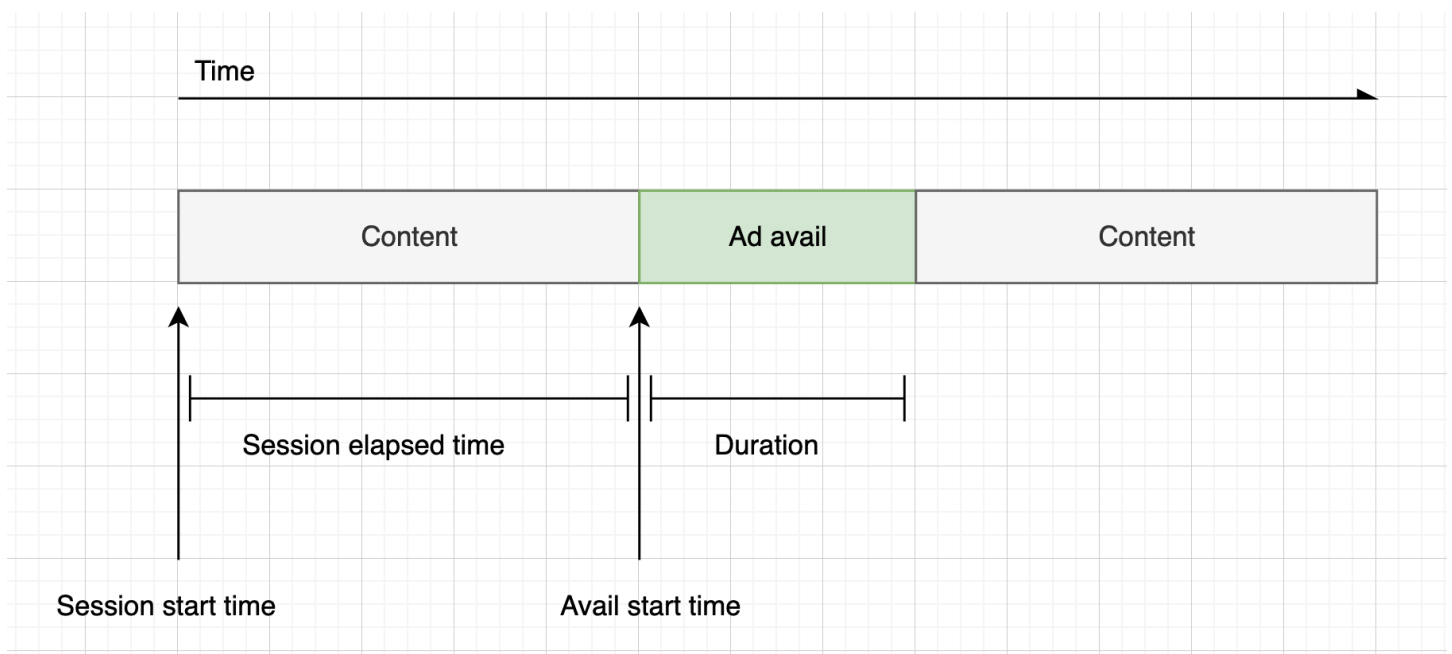 Time
Content
Ad avail
Content
Session elapsed time
Duration
Session start time
Avail start time